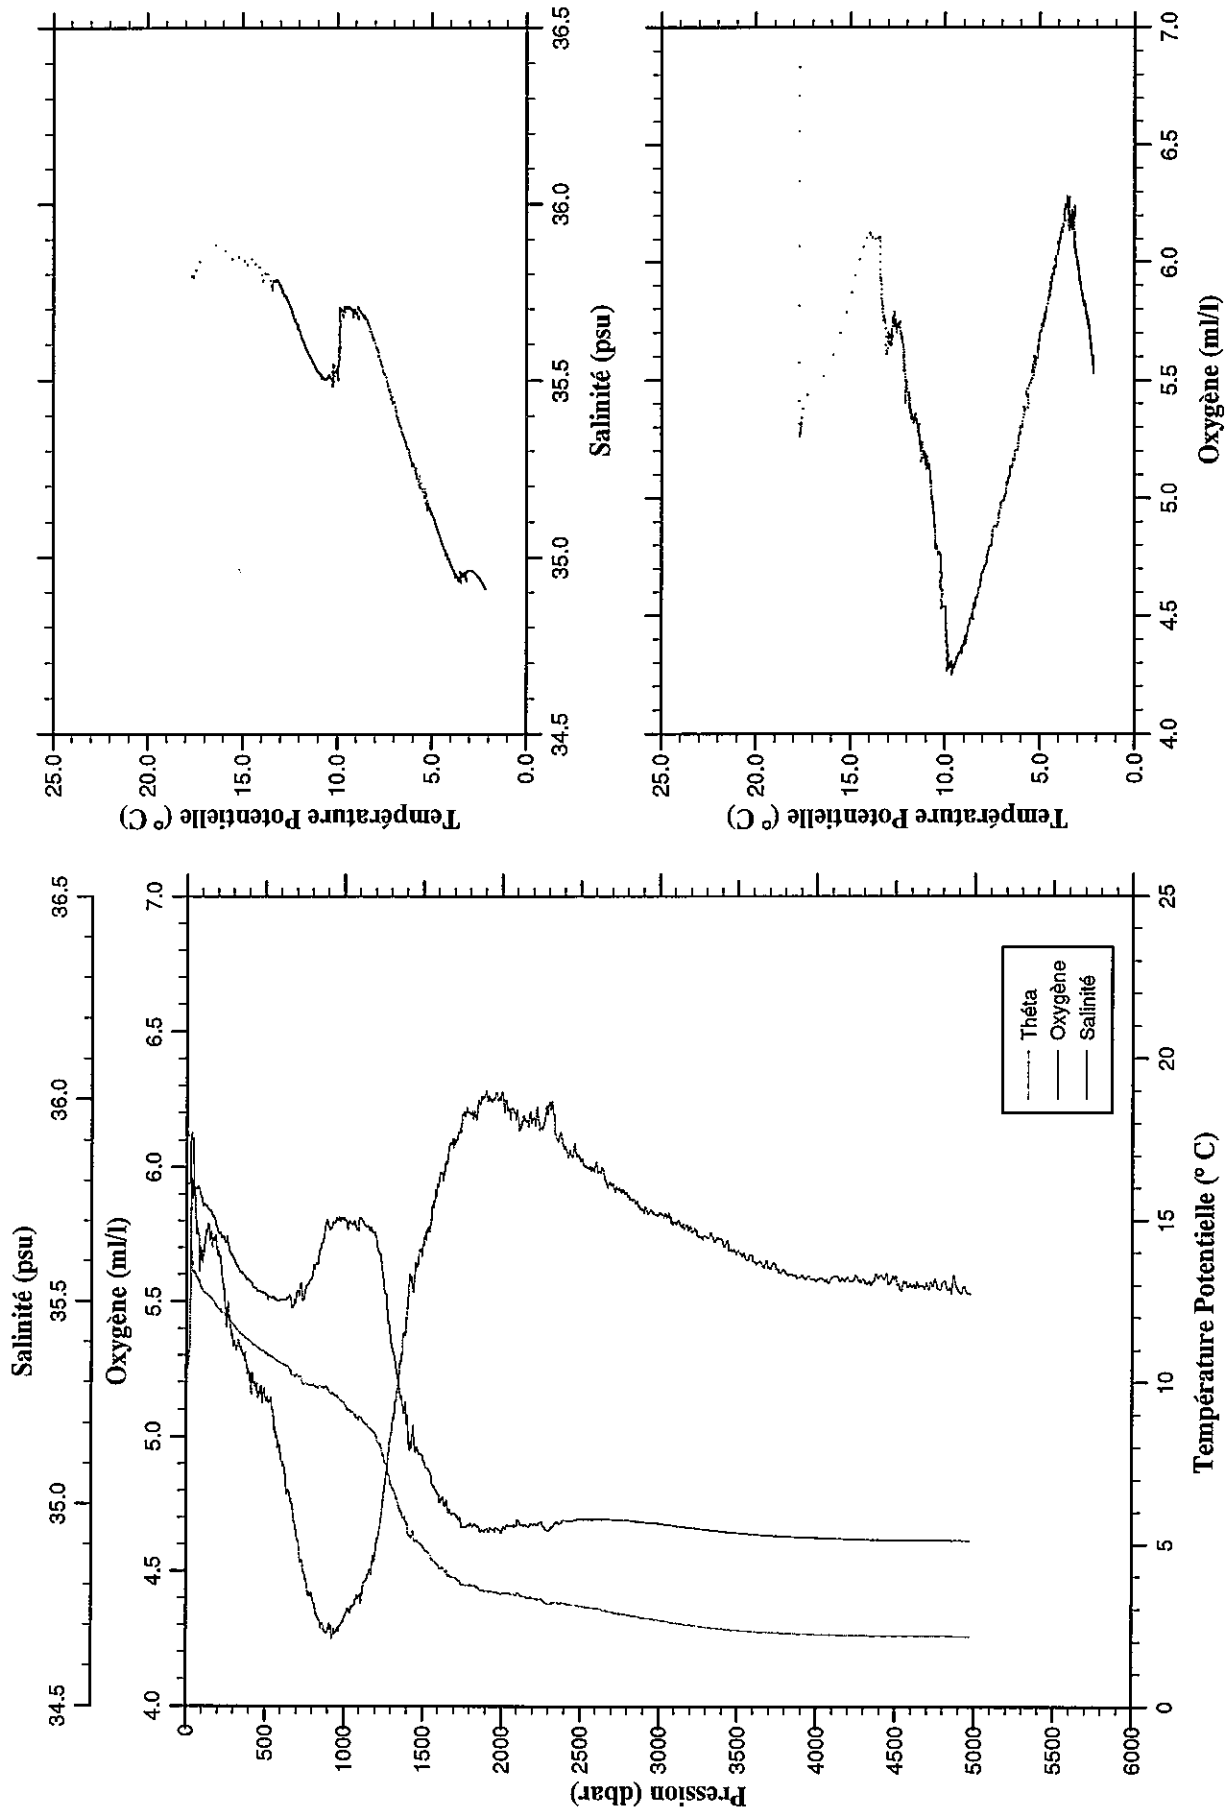 Salinité (psu)
34.5 35.0 35.5 36.0 36.5
Oxygène (ml/l)
4.0 4.5 5.0 5.5 6.0 6.5 7.0
Pression (dbar)
0
500
1000
1500
2000
2500
3000
3500
4000
4500
5000
5500
6000
Théta
Oxygène
Salinité
0 5 10 15 20 25
Température Potentielle (° C)
Température Potentielle (° C)
25.0
20.0
15.0
10.0
5.0
0.0
34.5 35.0 35.5 36.0 36.5
Salinité (psu)
Température Potentielle (° C)
25.0
20.0
15.0
10.0
5.0
0.0
4.0 4.5 5.0 5.5 6.0 6.5 7.0
Oxygène (ml/l)